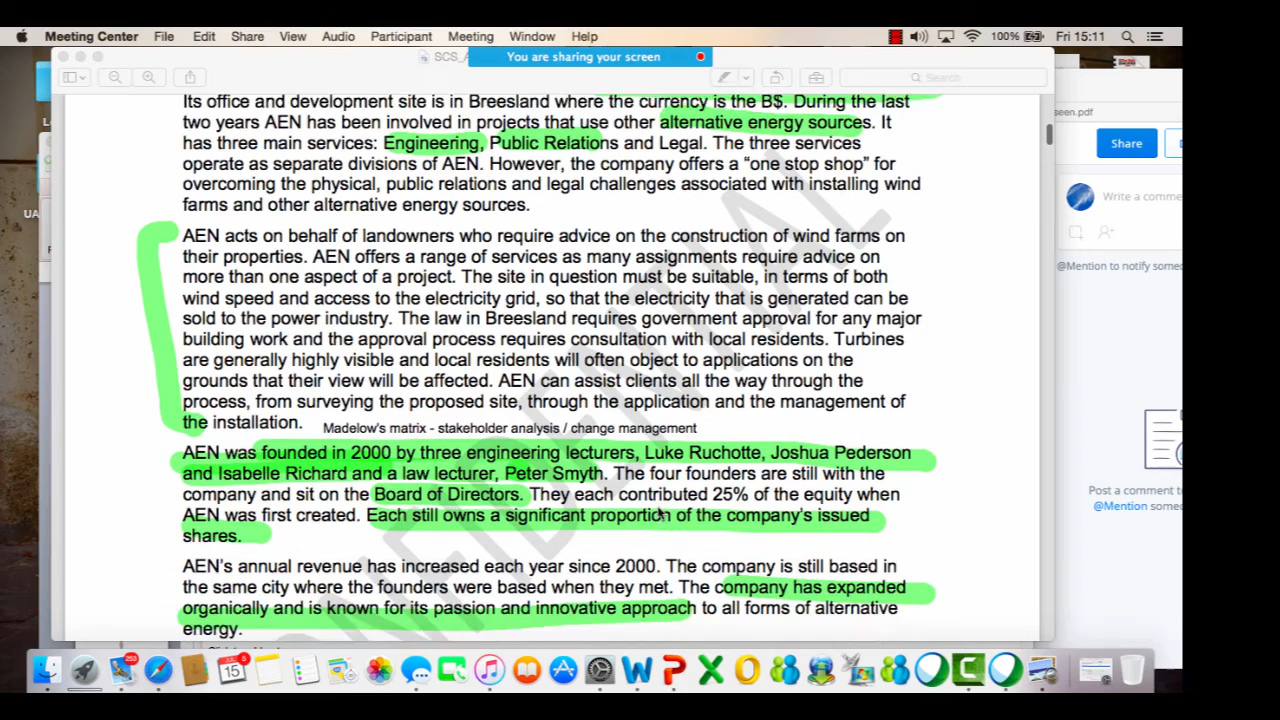 Meeting Center File Edit Share View Audio Participant Meeting Window Help 100% Fri 15:11
SCS_A
You are sharing your screen
Search
seen.pdf
Share
Write a comme
@Mention to notify someo
Post a comment
@Mention someo
UA
Its office and development site is in Breesland where the currency is the B$. During the last
two years AEN has been involved in projects that use other alternative energy sources. It
has three main services: Engineering, Public Relations and Legal. The three services
operate as separate divisions of AEN. However, the company offers a “one stop shop” for
overcoming the physical, public relations and legal challenges associated with installing wind
farms and other alternative energy sources.
AEN acts on behalf of landowners who require advice on the construction of wind farms on
their properties. AEN offers a range of services as many assignments require advice on
more than one aspect of a project. The site in question must be suitable, in terms of both
wind speed and access to the electricity grid, so that the electricity that is generated can be
sold to the power industry. The law in Breesland requires government approval for any major
building work and the approval process requires consultation with local residents. Turbines
are generally highly visible and local residents will often object to applications on the
grounds that their view will be affected. AEN can assist clients all the way through the
process, from surveying the proposed site, through the application and the management of
the installation.
Madelow's matrix - stakeholder analysis / change management
AEN was founded in 2000 by three engineering lecturers, Luke Ruchotte, Joshua Pederson
and Isabelle Richard and a law lecturer, Peter Smyth. The four founders are still with the
company and sit on the Board of Directors. They each contributed 25% of the equity when
AEN was first created. Each still owns a significant proportion of the company’s issued
shares.
AEN’s annual revenue has increased each year since 2000. The company is still based in
the same city where the founders were based when they met. The company has expanded
organically and is known for its passion and innovative approach to all forms of alternative
energy.
CONFIDENTIAL
253
JUL
15
5